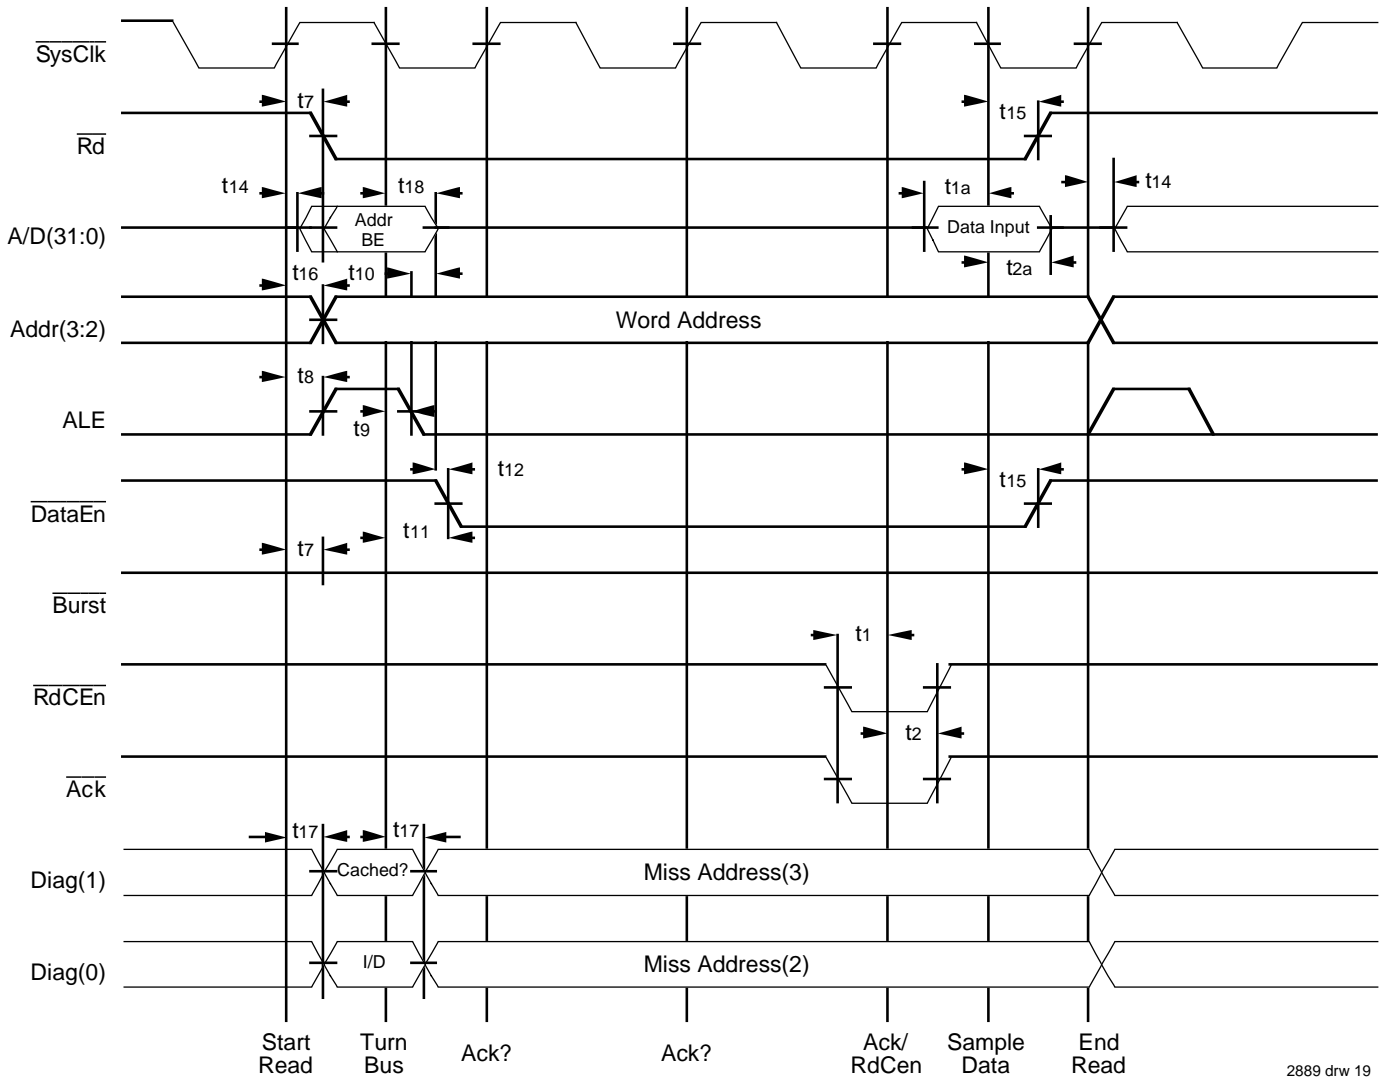 SysClk
t7
t15
Rd
t14
t18
t1a
t14
A/D(31:0)
Addr
BE
Data Input
t16
t10
t2a
Addr(3:2)
Word Address
t8
ALE
t9
t12
t15
DataEn
t11
t7
Burst
t1
RdCEn
t2
Ack
t17
t17
Diag(1)
Cached?
Miss Address(3)
Diag(0)
I/D
Miss Address(2)
Start
Read
Turn
Bus
Ack?
Ack?
Ack/
RdCen
Sample
Data
End
Read
2889 drw 19